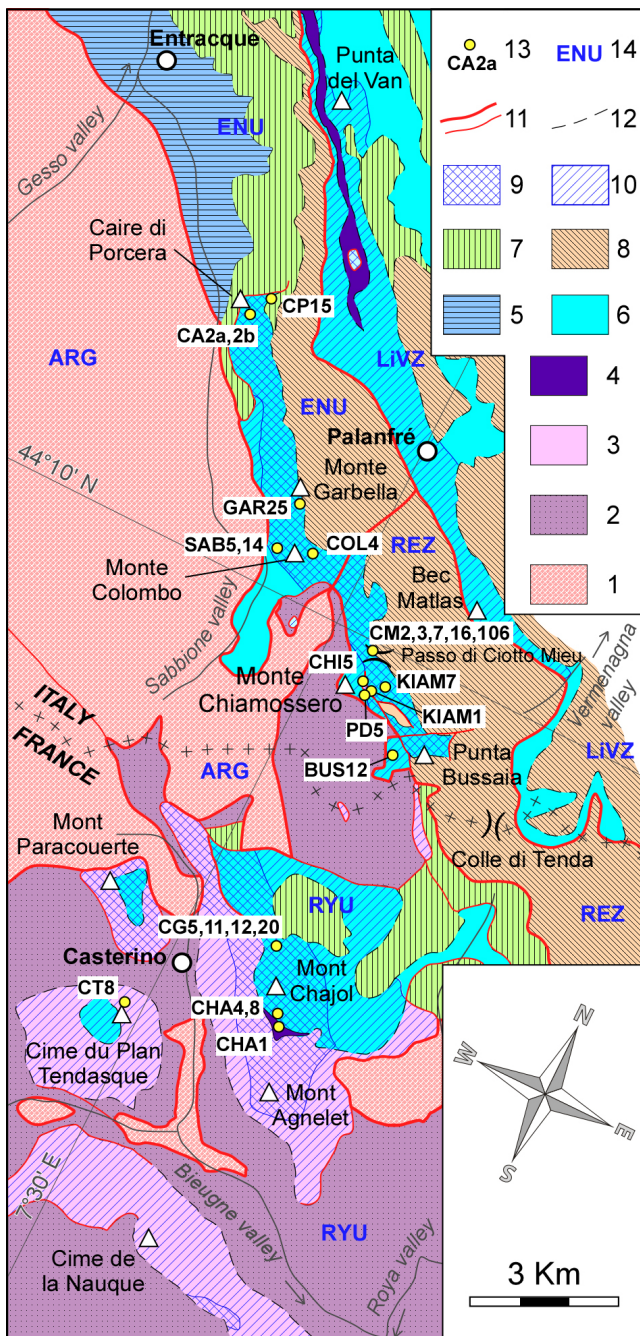 Entracque
Punta
del Van
CA2a
13
ENU
14
ENU
11
12
Gesso valley
9
10
Caire di
Porcera
7
8
CP15
CA2a,2b
5
6
ARG
LiVZ
4
ENU
Palanfré
3
44°10' N
Monte
Garbella
GAR25
2
SAB5,14
COL4
REZ
Bec
Matlas
1
Monte
Colombo
Sabbione valley
CM2,3,7,16,106
Passo di Ciotto Mieu
CHI5
Monte
Chiamossero
KIAM7
KIAM1
Vermenagna
valley
ITALY
FRANCE
PD5
ARG
BUS12
Punta
Bussaia
LiVZ
Mont
Paracouerte
Colle di Tenda
RYU
REZ
CG5,11,12,20
Casterino
Mont
Chajol
CT8
CHA4,8
Cime du Plan
Tendasque
CHA1
Mont
Agnelet
N
W
E
S
7°30' E
Bieugne valley
RYU
Roya valley
Cime de
la Nauque
3 Km